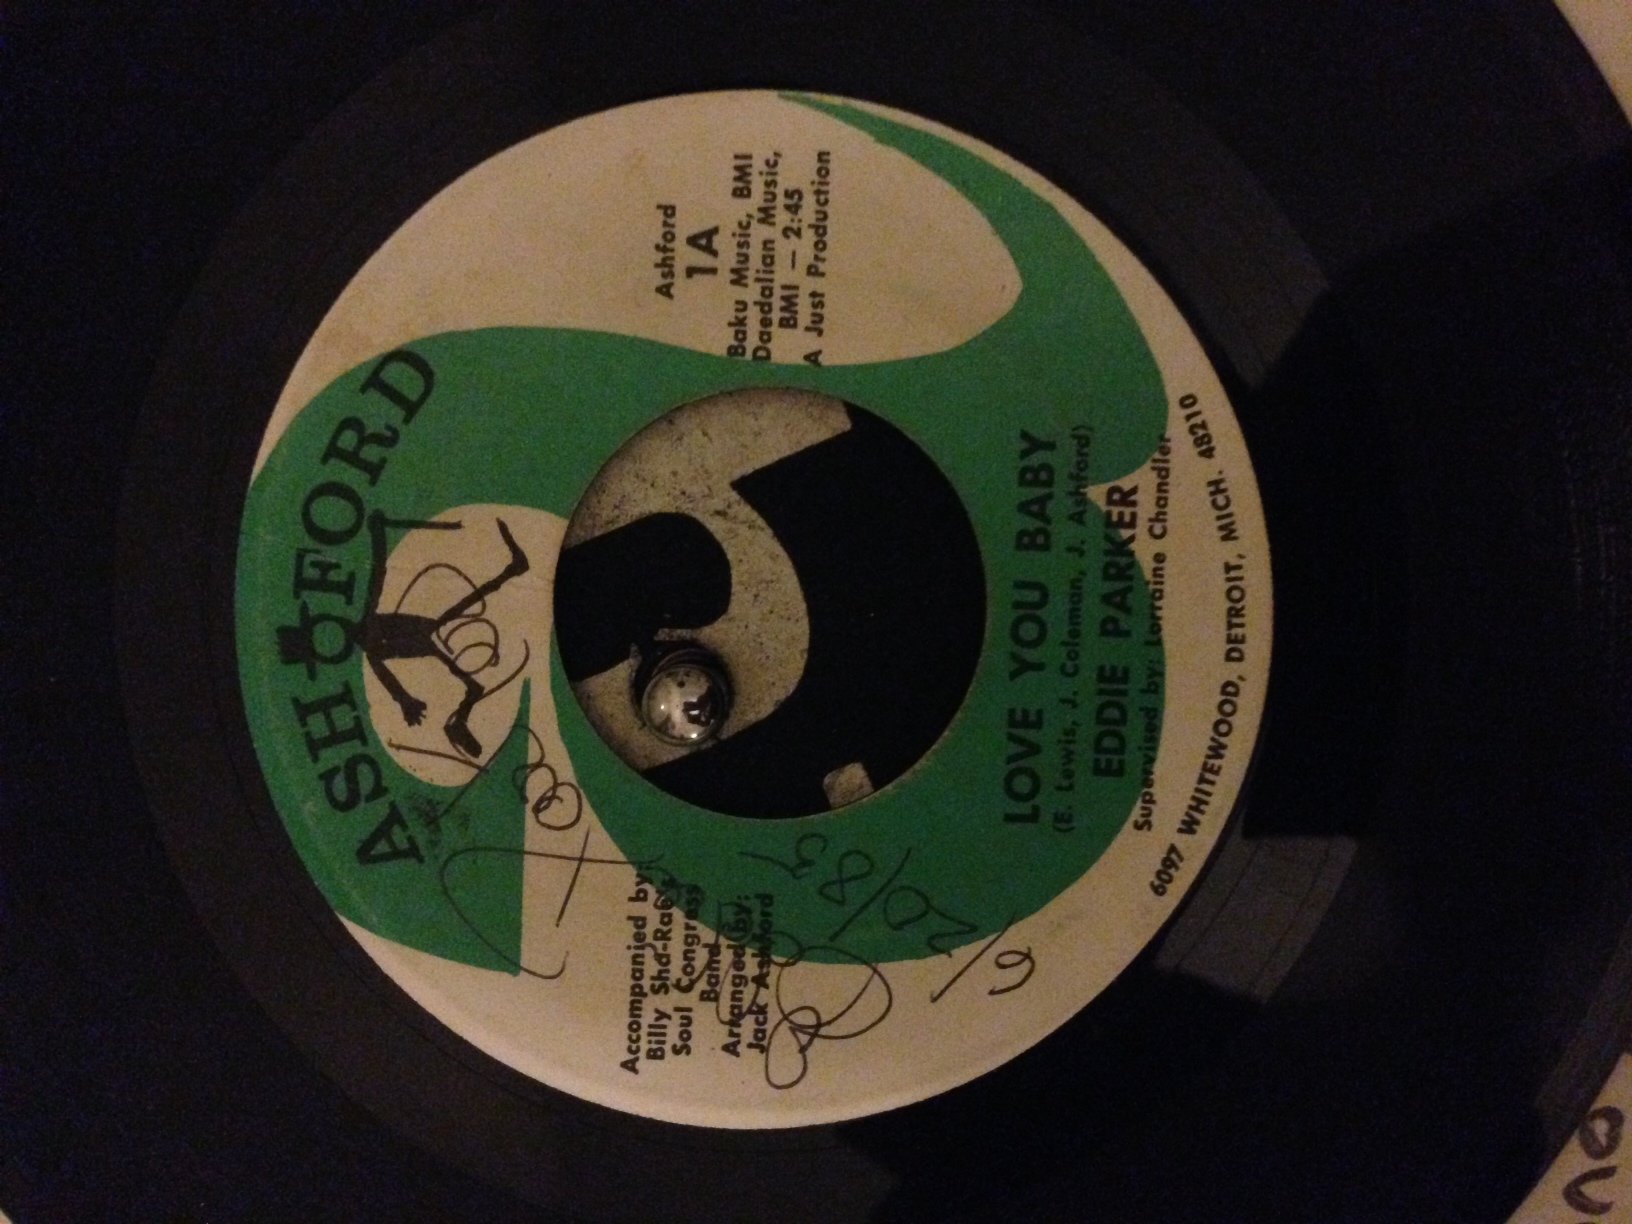 ASHFORD
Accompanied by:
Billy Sha-Rae's
Soul Congress
Band
Arranged by:
Jack Ashford
Ashford
1A
Baku Music, BMI
Daedalian Music,
BMI — 2:45
A Just Production
LOVE YOU BABY
(E. Lewis, J. Coleman, J. Ashford)
EDDIE PARKER
Supervised by: Lorraine Chandler
6097 WHITEWOOD, DETROIT, MICH. 48210